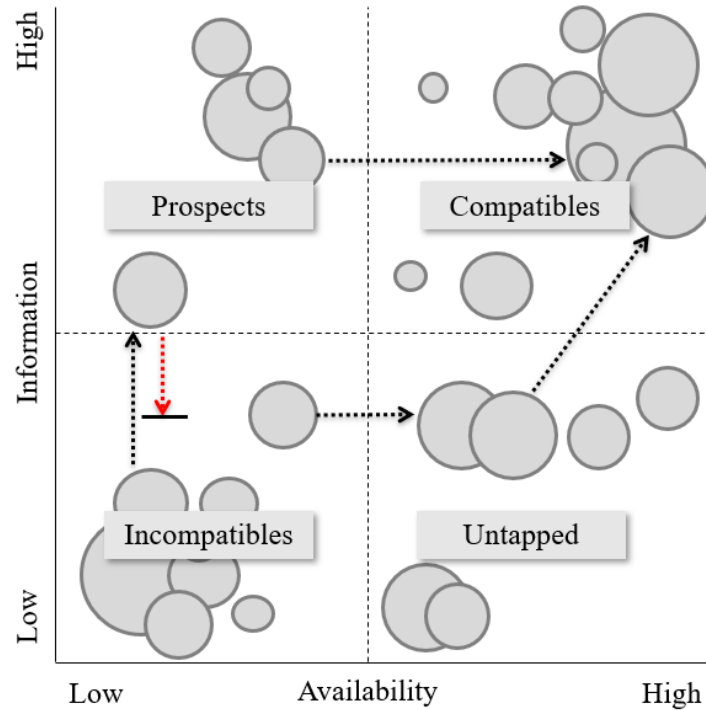 High
Prospects
Compatibles
Information
Incompatibles
Untapped
Low
Low
Availability
High